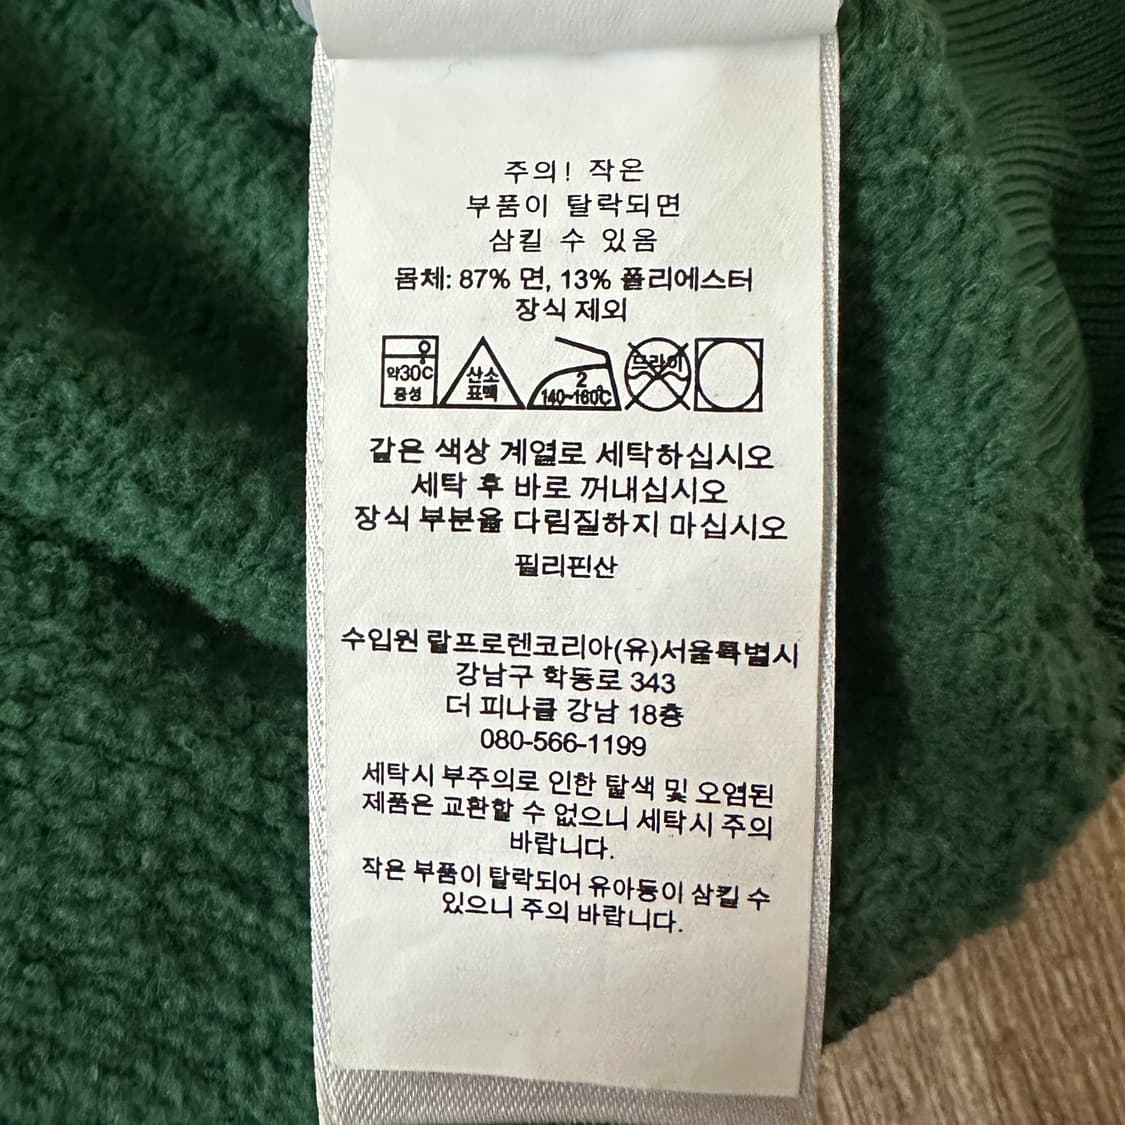 주의! 작은
부품이 탈락되면
삼킬 수 있음
몸체: 87% 면, 13% 폴리에스터
장식 제외
약30℃
중성
산소
표백
2
140~160℃
드라이
같은 색상 계열로 세탁하십시오
세탁 후 바로 꺼내십시오
장식 부분을 다림질하지 마십시오
필리핀산
수입원 랄프로렌코리아(유)서울특별시
강남구 학동로 343
더 피나클 강남 18층
080-566-1199
세탁시 부주의로 인한 탈색 및 오염된
제품은 교환할 수 없으니 세탁시 주의
바랍니다.
작은 부품이 탈락되어 유아등이 삼킬 수
있으니 주의 바랍니다.